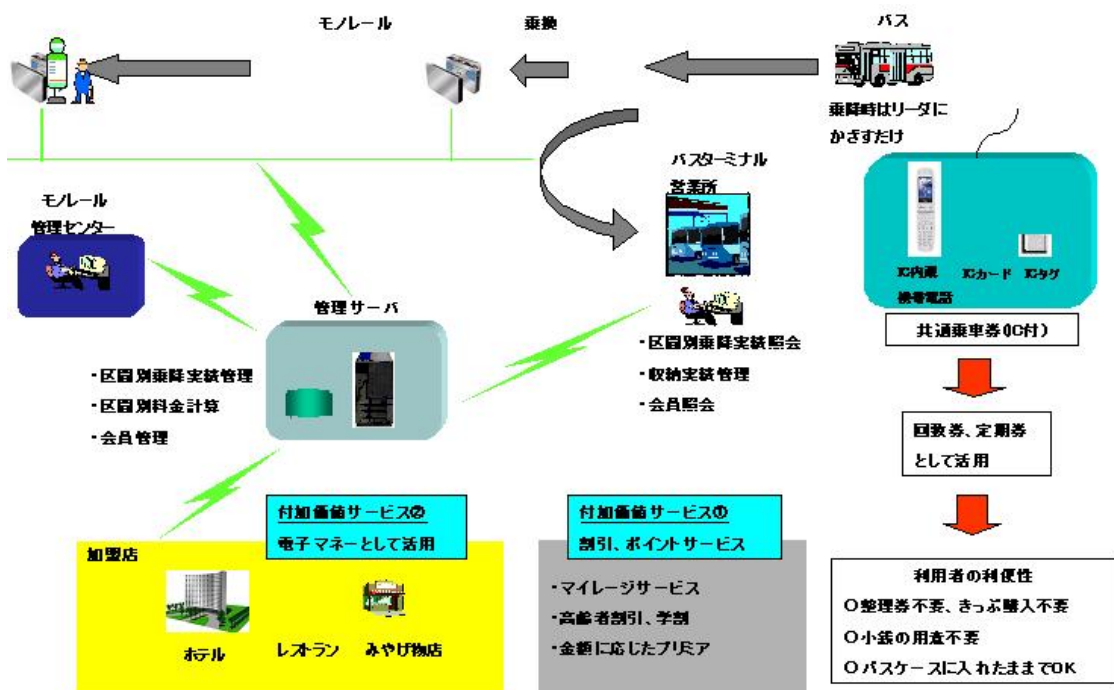 モノレール
乗換
バス
乗降時はリーダに
かざすだけ
バスターミナル
営業所
モノレール
管理センター
IC内蔵
携帯電話
ICカード
ICタグ
管理サーバ
共通乗車券(IC付)
・区間別乗降実績照会
・収納実績管理
・会員照会
・区間別乗降実績管理
・区間別料金計算
・会員管理
回数券、定期券
として活用
付加価値サービス②
電子マネーとして活用
付加価値サービス①
割引、ポイントサービス
加盟店
ホテル
レストラン
みやげ物店
・マイレージサービス
・高齢者割引、学割
・金額に応じたプリミア
利用者の利便性
○整理券不要、きっぷ購入不要
○小銭の用意不要
○パスケースに入れたままでOK